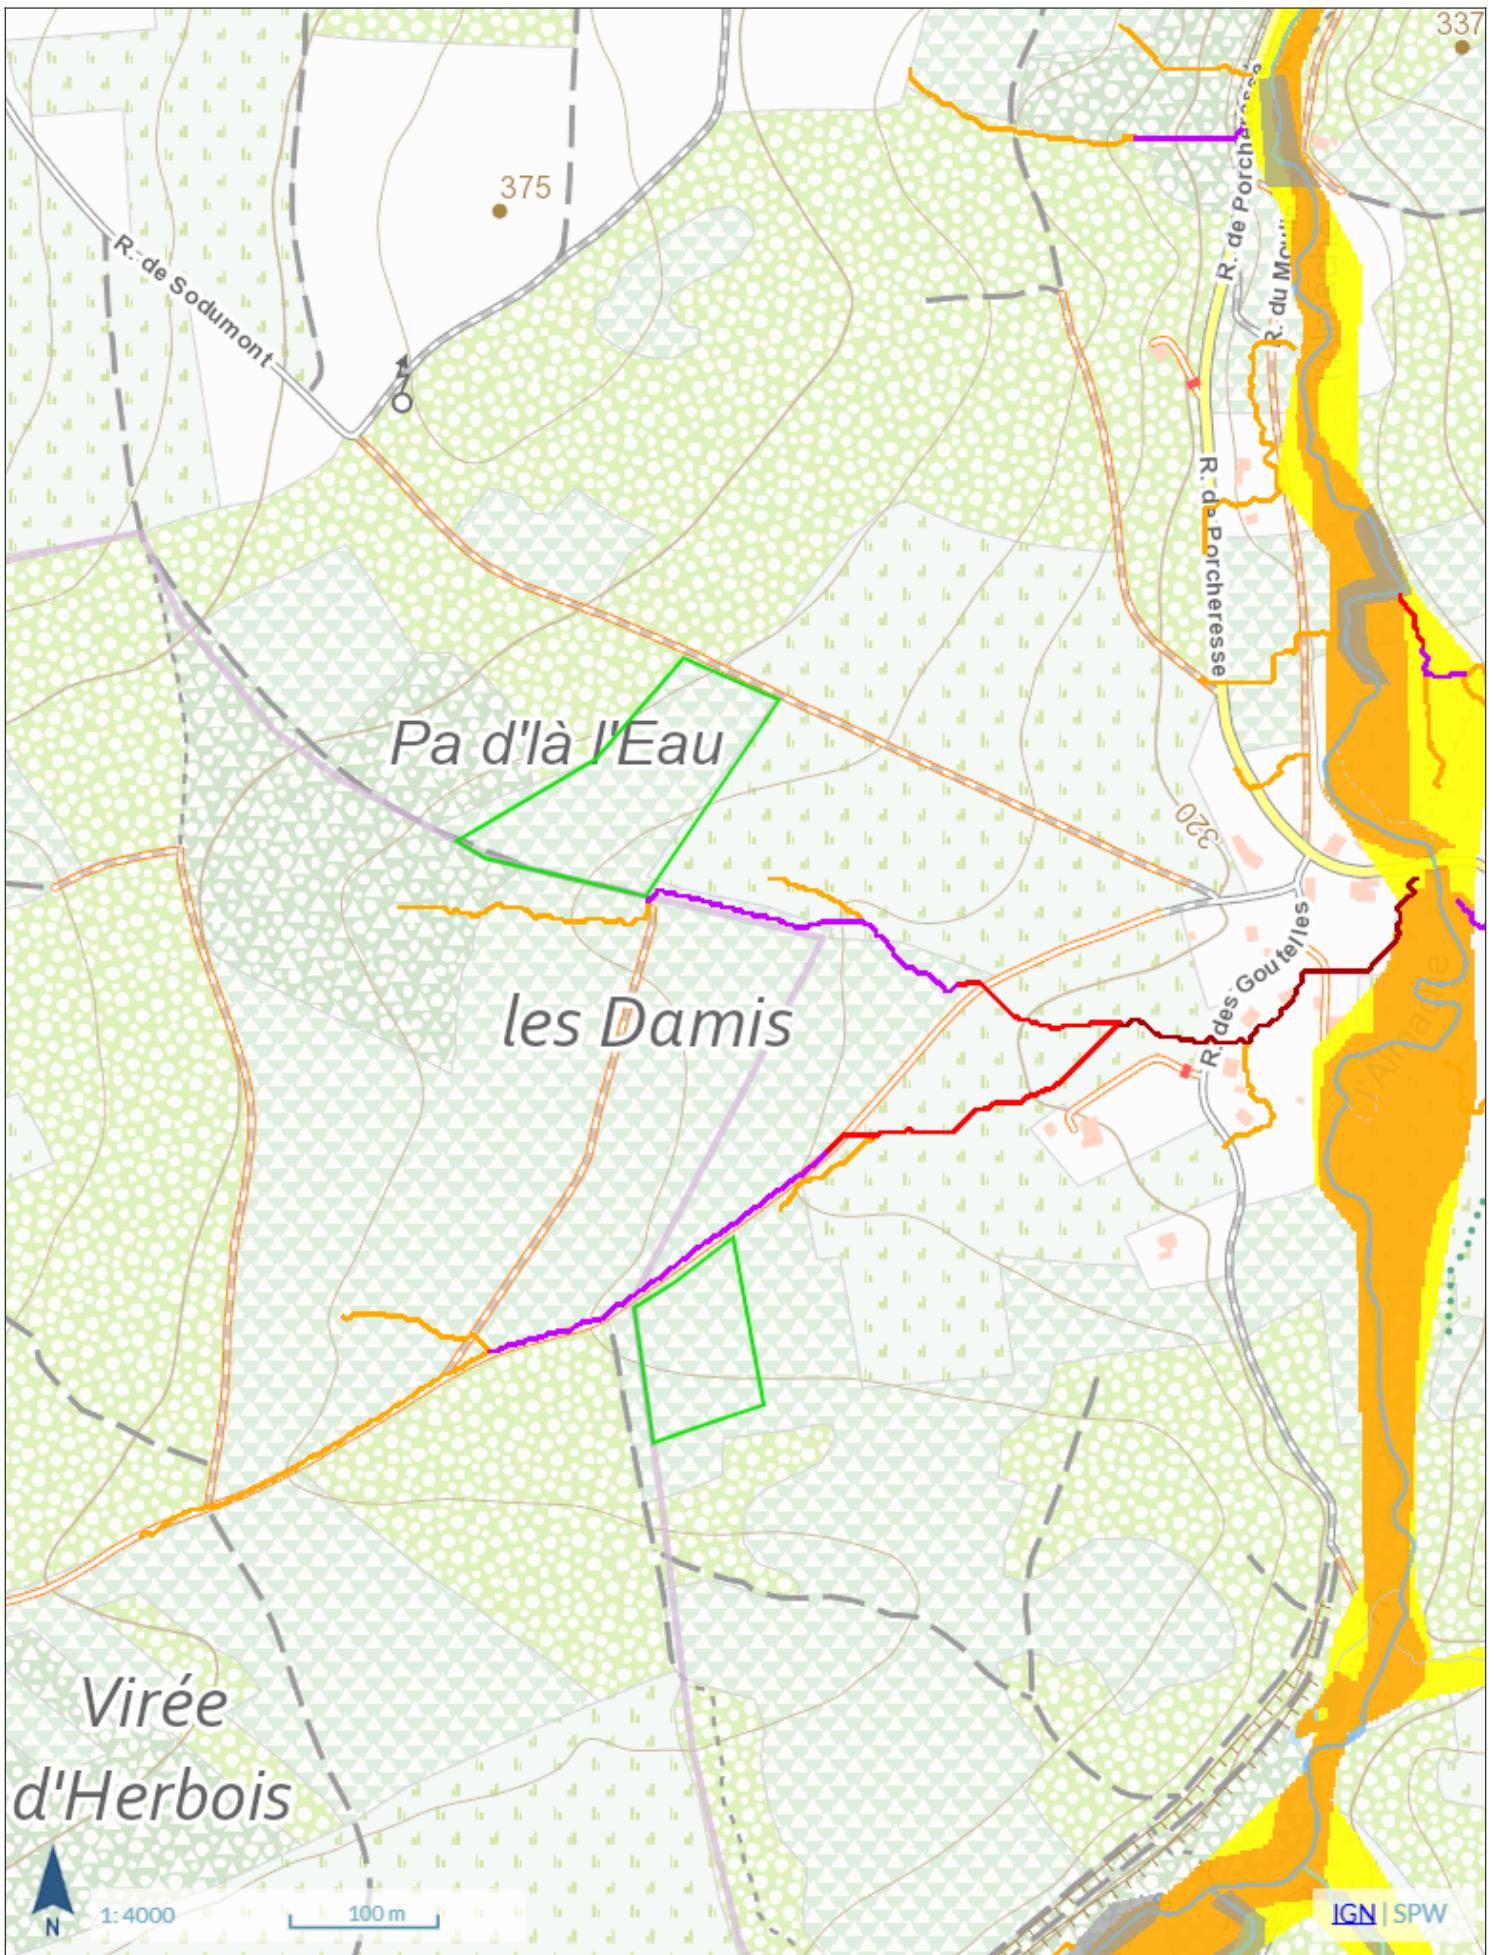 337
375
R. de Porcheresse
R. de Sodumont
R. du
320
R. de Porcheresse
Pa d'là l'Eau
les Damis
R. des Goutelles
l'Almache
Virée
d'Herbois
N
1: 4000
100 m
IGN | SPW